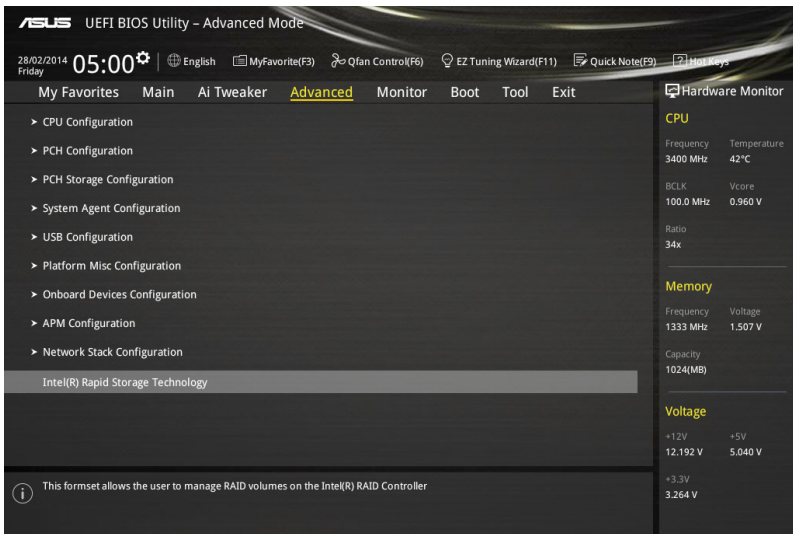 ASUS UEFI BIOS Utility – Advanced Mode
28/02/2014 05:00
Friday
English MyFavorite(F3) Qfan Control(F6) EZ Tuning Wizard(F11) Quick Note(F9) Hot Keys
My Favorites Main Ai Tweaker Advanced Monitor Boot Tool Exit
> CPU Configuration
> PCH Configuration
> PCH Storage Configuration
> System Agent Configuration
> USB Configuration
> Platform Misc Configuration
> Onboard Devices Configuration
> APM Configuration
> Network Stack Configuration
Intel(R) Rapid Storage Technology
This formset allows the user to manage RAID volumes on the Intel(R) RAID Controller
Hardware Monitor
CPU
Frequency Temperature
3400 MHz 42°C
BCLK Vcore
100.0 MHz 0.960 V
Ratio
34x
Memory
Frequency Voltage
1333 MHz 1.507 V
Capacity
1024(MB)
Voltage
+12V +5V
12.192 V 5.040 V
+3.3V
3.264 V